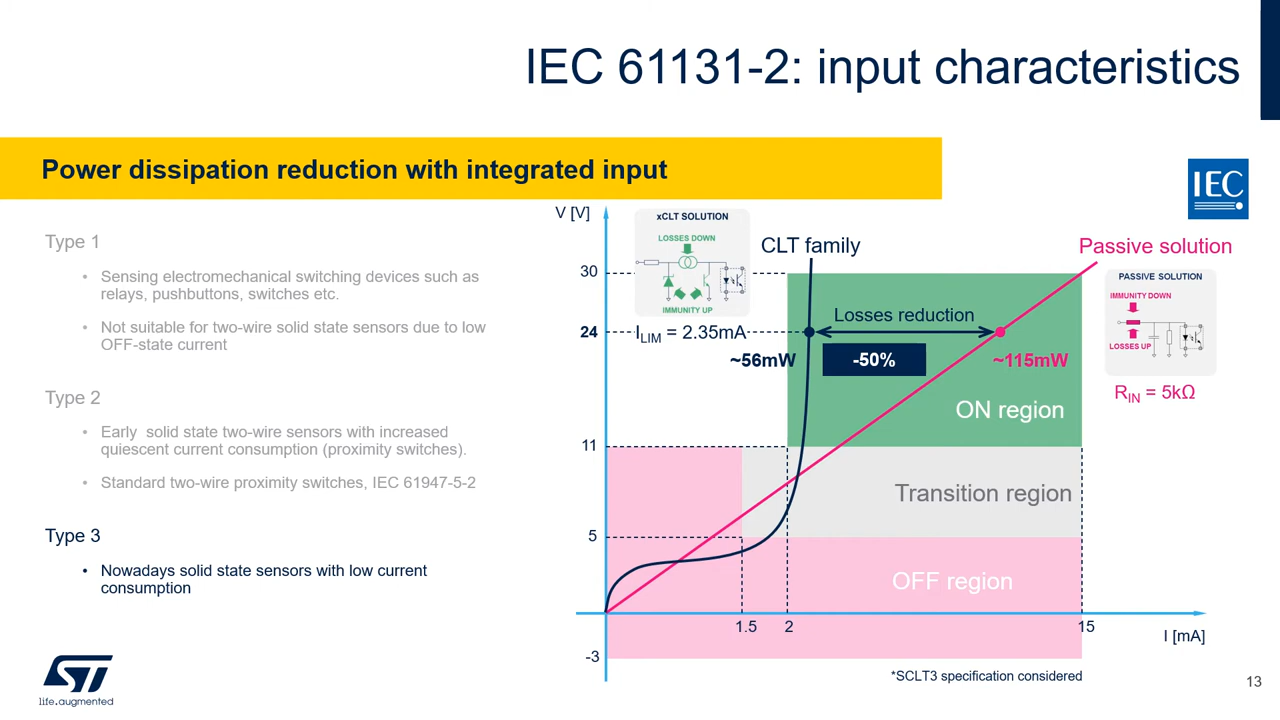 IEC 61131-2: input characteristics
Power dissipation reduction with integrated input
IEC
Type 1
• Sensing electromechanical switching devices such as
relays, pushbuttons, switches etc.
• Not suitable for two-wire solid state sensors due to low
OFF-state current
Type 2
• Early solid state two-wire sensors with increased
quiescent current consumption (proximity switches).
• Standard two-wire proximity switches, IEC 61947-5-2
Type 3
• Nowadays solid state sensors with low current
consumption
V [V]
xCLT SOLUTION
LOSSES DOWN
IMMUNITY UP
CLT family
Passive solution
PASSIVE SOLUTION
IMMUNITY DOWN
LOSSES UP
RIN = 5kΩ
30
24
ILIM = 2.35mA
Losses reduction
~56mW
-50%
~115mW
ON region
11
Transition region
5
OFF region
1.5
2
15
I [mA]
-3
*SCLT3 specification considered
ST
life.augmented
13